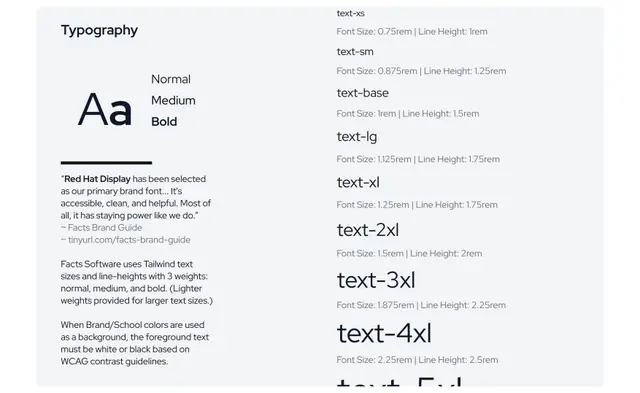 Typography
Aa
Normal
Medium
Bold
"Red Hat Display has been selected
as our primary brand font... It's
accessible, clean, and helpful. Most of
all, it has staying power like we do."
– Facts Brand Guide
– tinyurl.com/facts-brand-guide
Facts Software uses Tailwind text
sizes and line-heights with 3 weights:
normal, medium, and bold. (Lighter
weights provided for larger text sizes.)
When Brand/School colors are used
as a background, the foreground text
must be white or black based on
WCAG contrast guidelines.
text-xs
Font Size: 0.75rem | Line Height: 1rem
text-sm
Font Size: 0.875rem | Line Height: 1.25rem
text-base
Font Size: 1rem | Line Height: 1.5rem
text-lg
Font Size: 1.125rem | Line Height: 1.75rem
text-xl
Font Size: 1.25rem | Line Height: 1.75rem
text-2xl
Font Size: 1.5rem | Line Height: 2rem
text-3xl
Font Size: 1.875rem | Line Height: 2.25rem
text-4xl
Font Size: 2.25rem | Line Height: 2.5rem
text-5xl